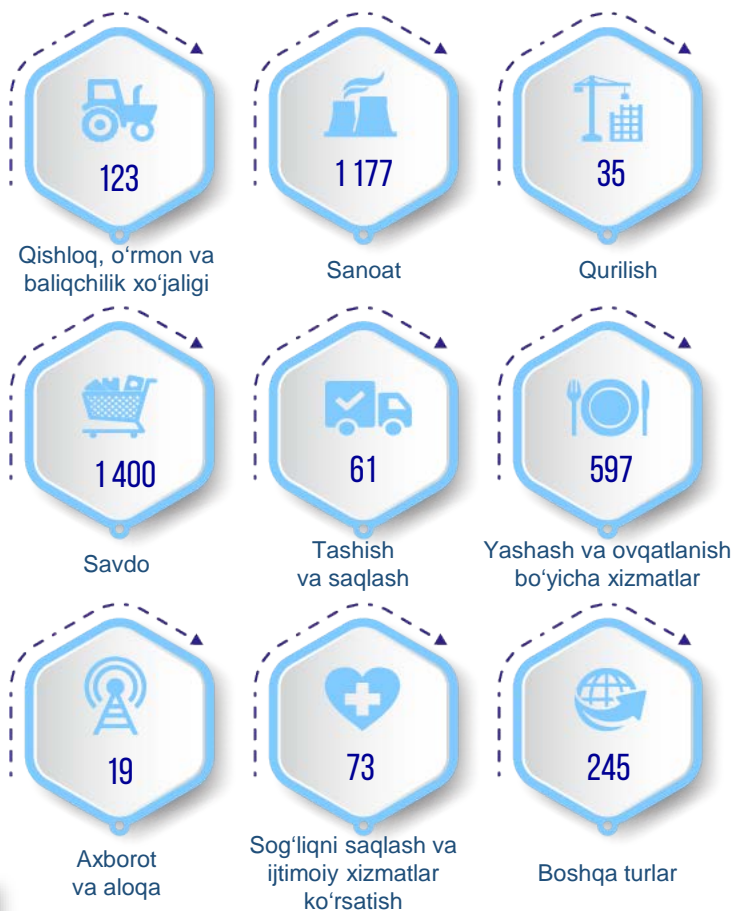 123
Qishloq, o‘rmon va
baliqchilik xo‘jaligi
1 177
Sanoat
35
Qurilish
1 400
Savdo
61
Tashish
va saqlash
597
Yashash va ovqatlanish
bo‘yicha xizmatlar
19
Axborot
va aloqa
73
Sog‘liqni saqlash va
ijtimoiy xizmatlar
ko‘rsatish
245
Boshqa turlar